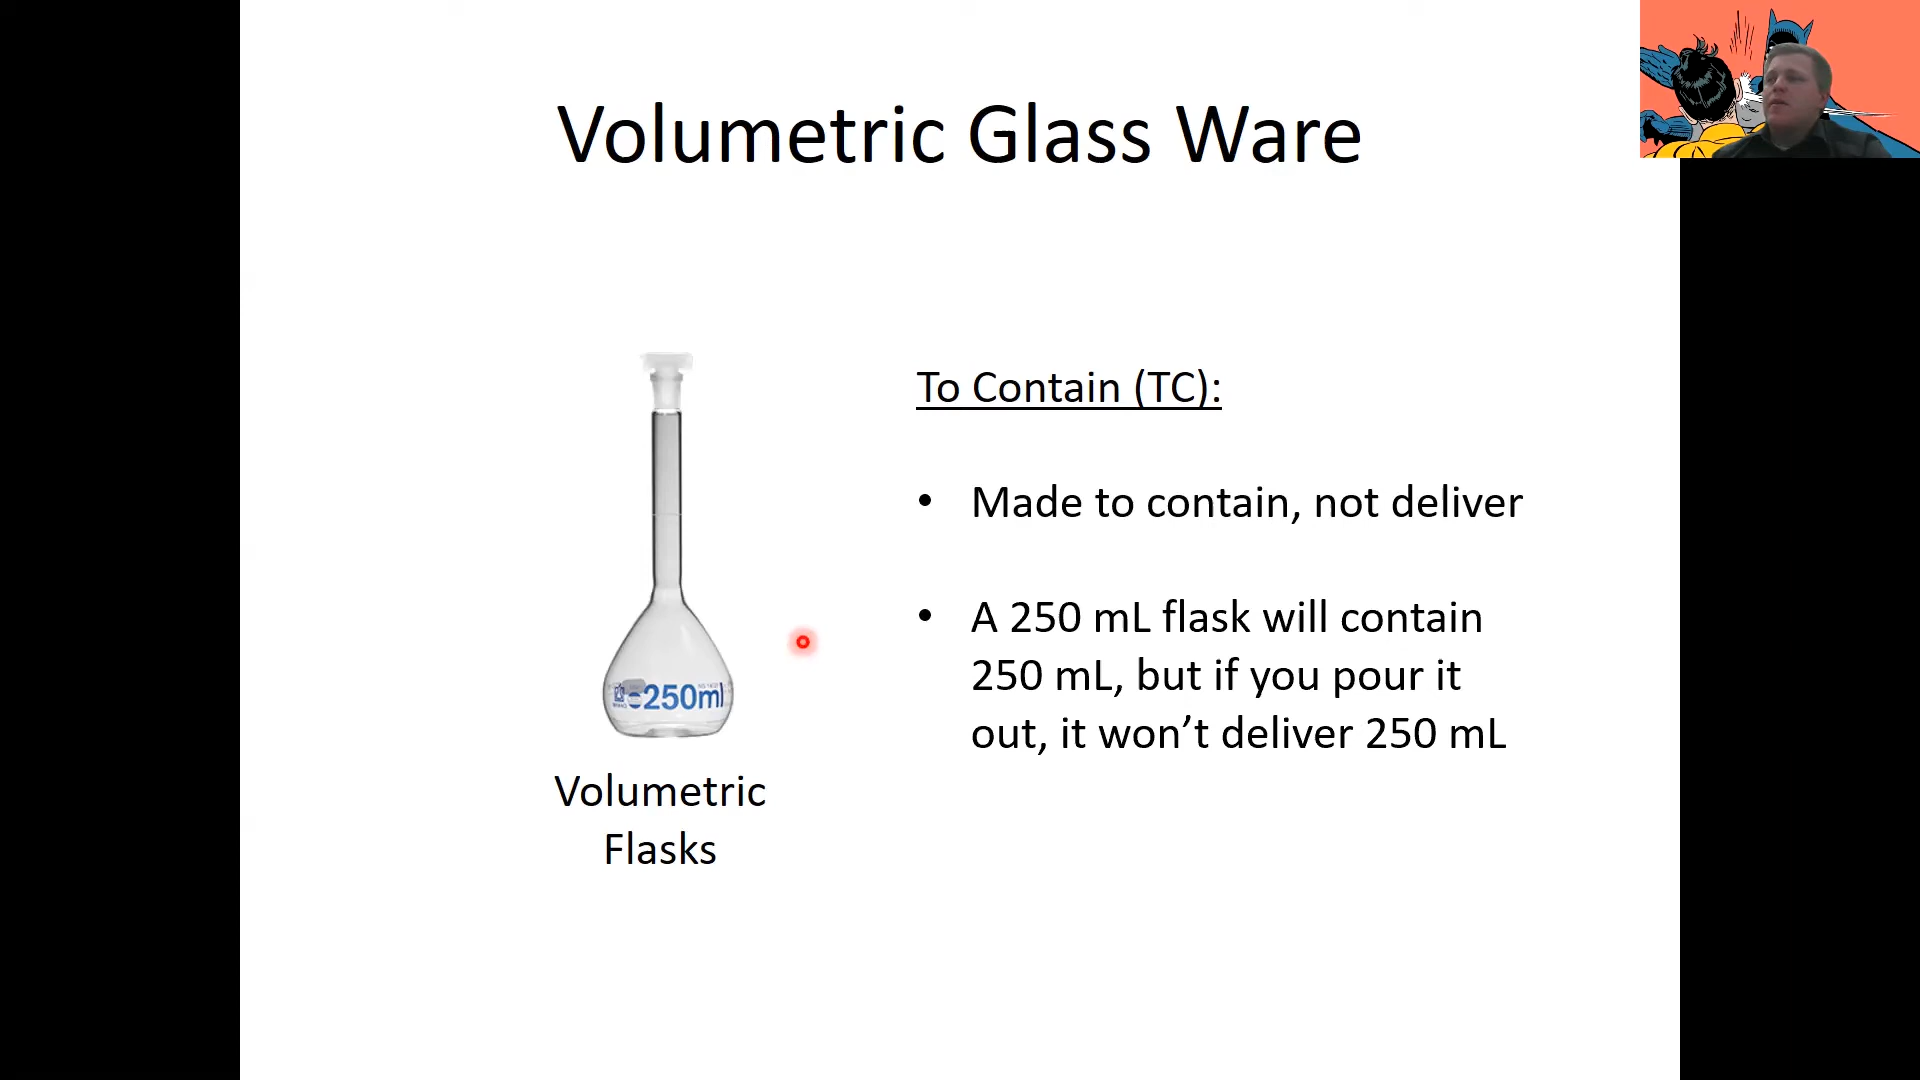 Volumetric Glass Ware
To Contain (TC):
• Made to contain, not deliver
• A 250 mL flask will contain
250 mL, but if you pour it
out, it won’t deliver 250 mL
250ml
Volumetric
Flasks